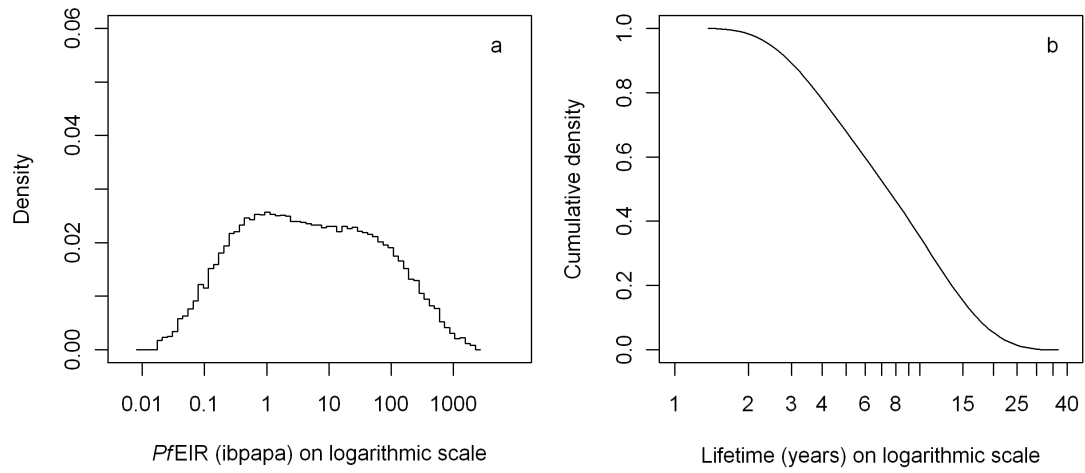 a
0.06
0.04
0.02
0.00
Density
0.01 0.1 1 10 100 1000
PfEIR (ibpapa) on logarithmic scale
b
1.0
0.8
0.6
0.4
0.2
0.0
Cumulative density
1 2 3 4 6 8 15 25 40
Lifetime (years) on logarithmic scale